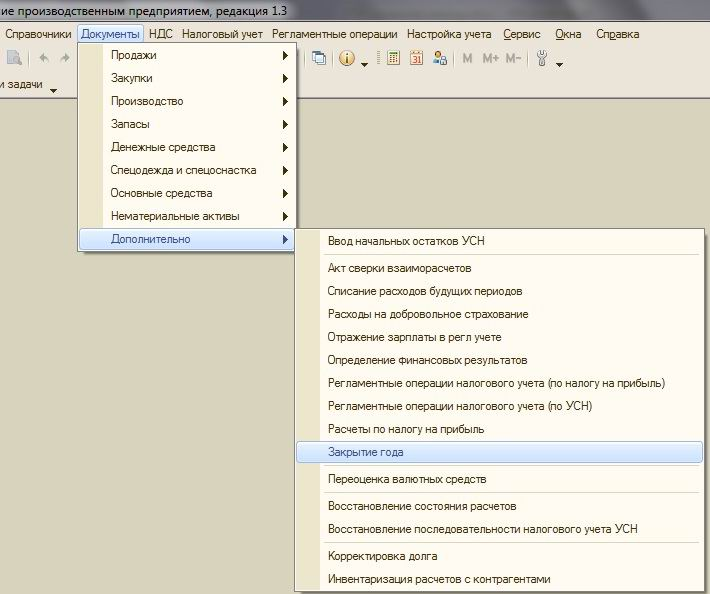 ие производственным предприятием, редакция 1.3
Справочники Документы НДС Налоговый учет Регламентные операции Настройка учета Сервис Окна Справка
M M+ M-
и задачи
Продажи
Закупки
Производство
Запасы
Денежные средства
Спецодежда и спецоснастка
Основные средства
Нематериальные активы
Дополнительно
Ввод начальных остатков УСН
Акт сверки взаиморасчетов
Списание расходов будущих периодов
Расходы на добровольное страхование
Отражение зарплаты в регл учете
Определение финансовых результатов
Регламентные операции налогового учета (по налогу на прибыль)
Регламентные операции налогового учета (по УСН)
Расчеты по налогу на прибыль
Закрытие года
Переоценка валютных средств
Восстановление состояния расчетов
Восстановление последовательности налогового учета УСН
Корректировка долга
Инвентаризация расчетов с контрагентами